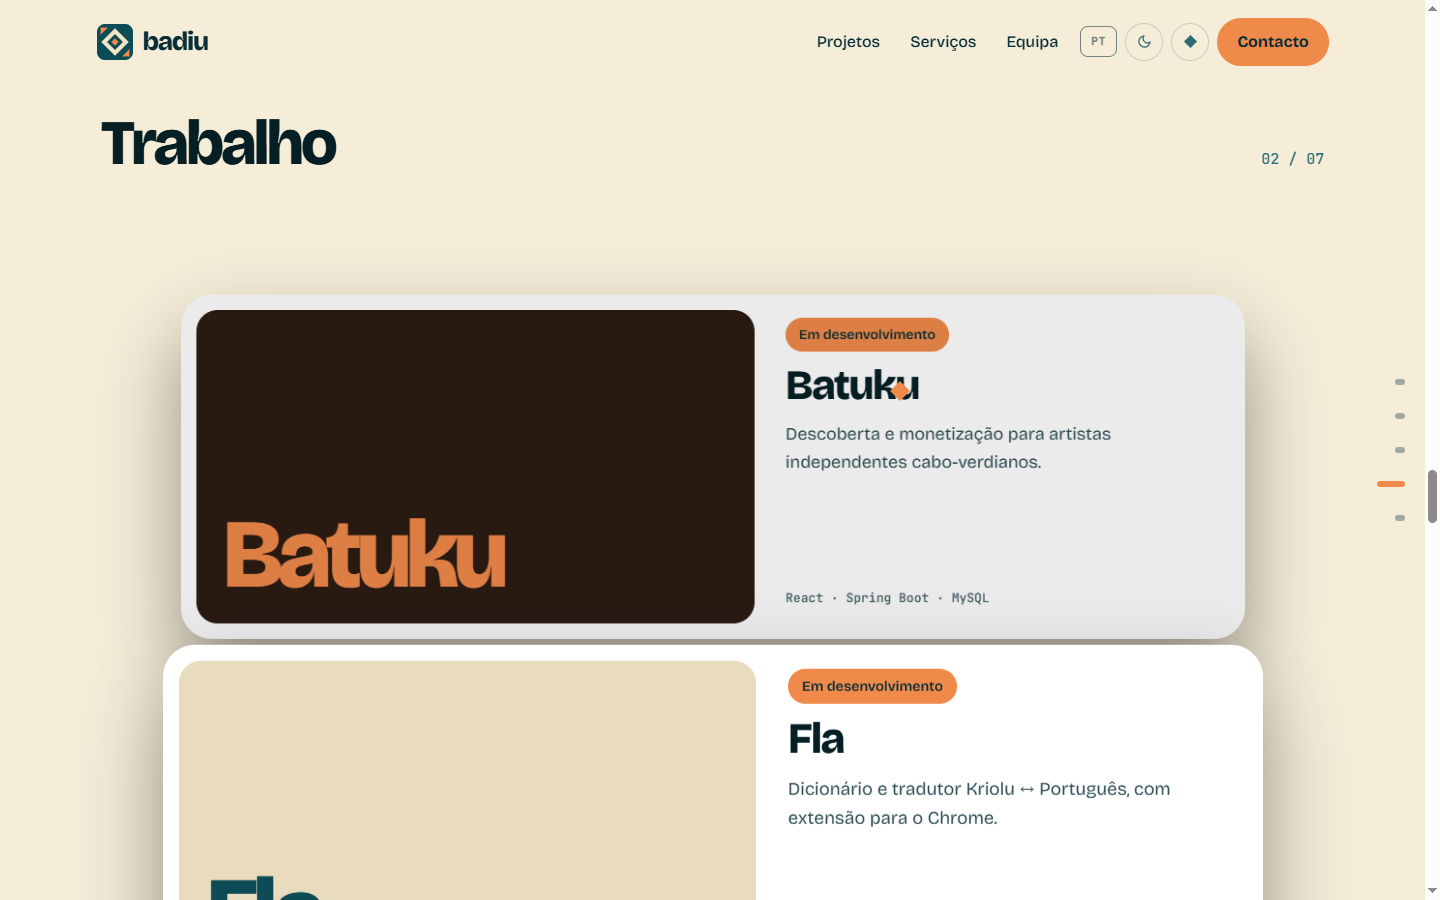 badiu
Projetos
Serviços
Equipa
PT
Contacto
Trabalho
02 / 07
Batuku
Em desenvolvimento
Batuku
Descoberta e monetização para artistas
independentes cabo-verdianos.
React · Spring Boot · MySQL
Fla
Em desenvolvimento
Fla
Dicionário e tradutor Kriolu ↔ Português, com
extensão para o Chrome.